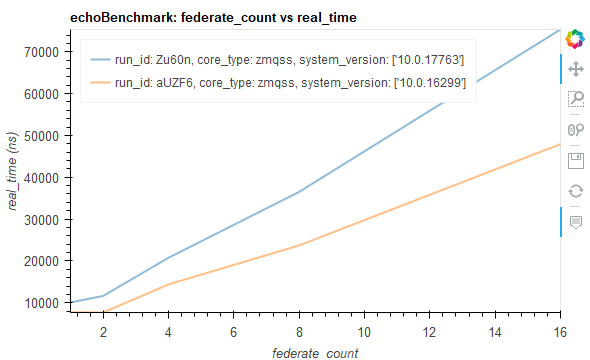 echoBenchmark: federate_count vs real_time
run_id: Zu60n, core_type: zmqss, system_version: ['10.0.17763']
run_id: aUZF6, core_type: zmqss, system_version: ['10.0.16299']
real_time (ns)
70000
60000
50000
40000
30000
20000
10000
2 4 6 8 10 12 14 16
federate_count